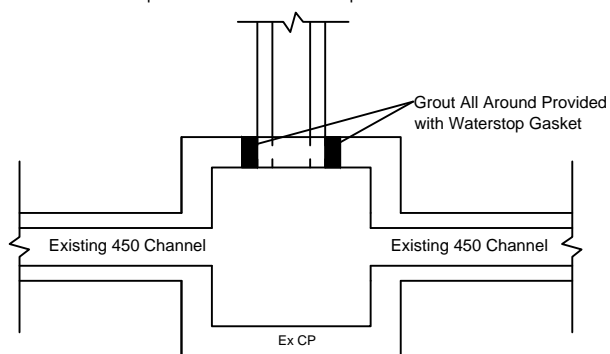 Grout All Around Provided
with Waterstop Gasket
Existing 450 Channel
Existing 450 Channel
Ex CP